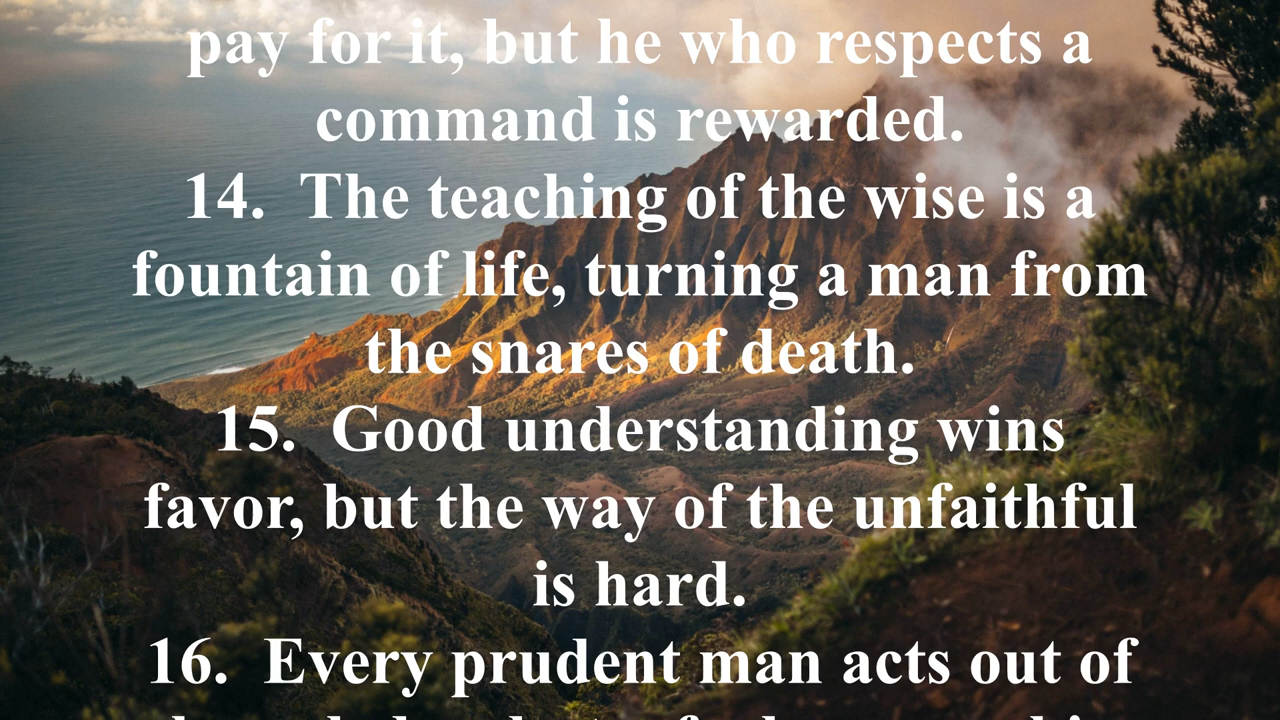 pay for it, but he who respects a
command is rewarded.
14.  The teaching of the wise is a
fountain of life, turning a man from
the snares of death.
15.  Good understanding wins
favor, but the way of the unfaithful
is hard.
16.  Every prudent man acts out of